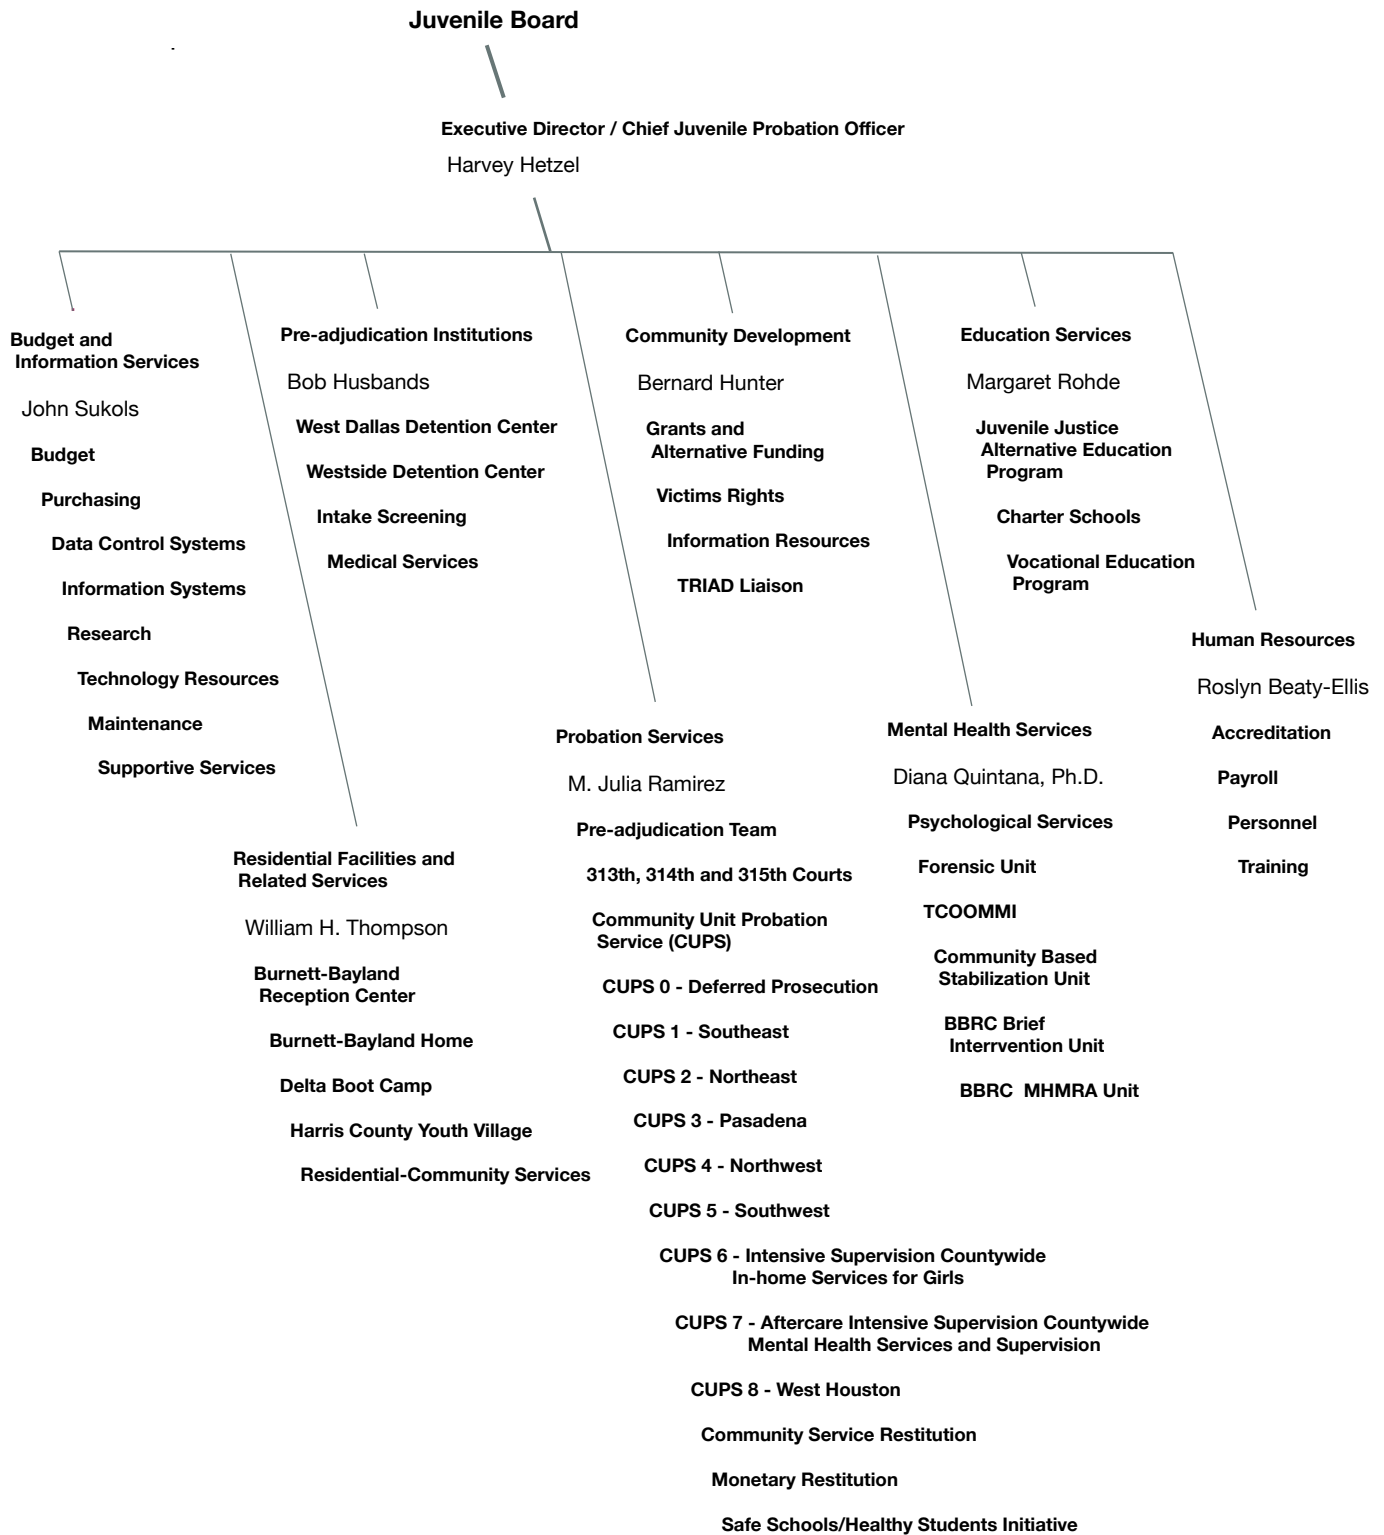 Juvenile Board
Executive Director / Chief Juvenile Probation Officer
Harvey Hetzel
Budget and
Information Services
John Sukols
Budget
Purchasing
Data Control Systems
Information Systems
Research
Technology Resources
Maintenance
Supportive Services
Residential Facilities and
Related Services
William H. Thompson
Burnett-Bayland
Reception Center
Burnett-Bayland Home
Delta Boot Camp
Harris County Youth Village
Residential-Community Services
Pre-adjudication Institutions
Bob Husbands
West Dallas Detention Center
Westside Detention Center
Intake Screening
Medical Services
Probation Services
M. Julia Ramirez
Pre-adjudication Team
313th, 314th and 315th Courts
Community Unit Probation
Service (CUPS)
CUPS 0 - Deferred Prosecution
CUPS 1 - Southeast
CUPS 2 - Northeast
CUPS 3 - Pasadena
CUPS 4 - Northwest
CUPS 5 - Southwest
CUPS 6 - Intensive Supervision Countywide
In-home Services for Girls
CUPS 7 - Aftercare Intensive Supervision Countywide
Mental Health Services and Supervision
CUPS 8 - West Houston
Community Service Restitution
Monetary Restitution
Safe Schools/Healthy Students Initiative
Community Development
Bernard Hunter
Grants and
Alternative Funding
Victims Rights
Information Resources
TRIAD Liaison
Mental Health Services
Diana Quintana, Ph.D.
Psychological Services
Forensic Unit
TCOOMMI
Community Based
Stabilization Unit
BBRC Brief
Interrvention Unit
BBRC  MHMRA Unit
Education Services
Margaret Rohde
Juvenile Justice
Alternative Education
Program
Charter Schools
Vocational Education
Program
Human Resources
Roslyn Beaty-Ellis
Accreditation
Payroll
Personnel
Training